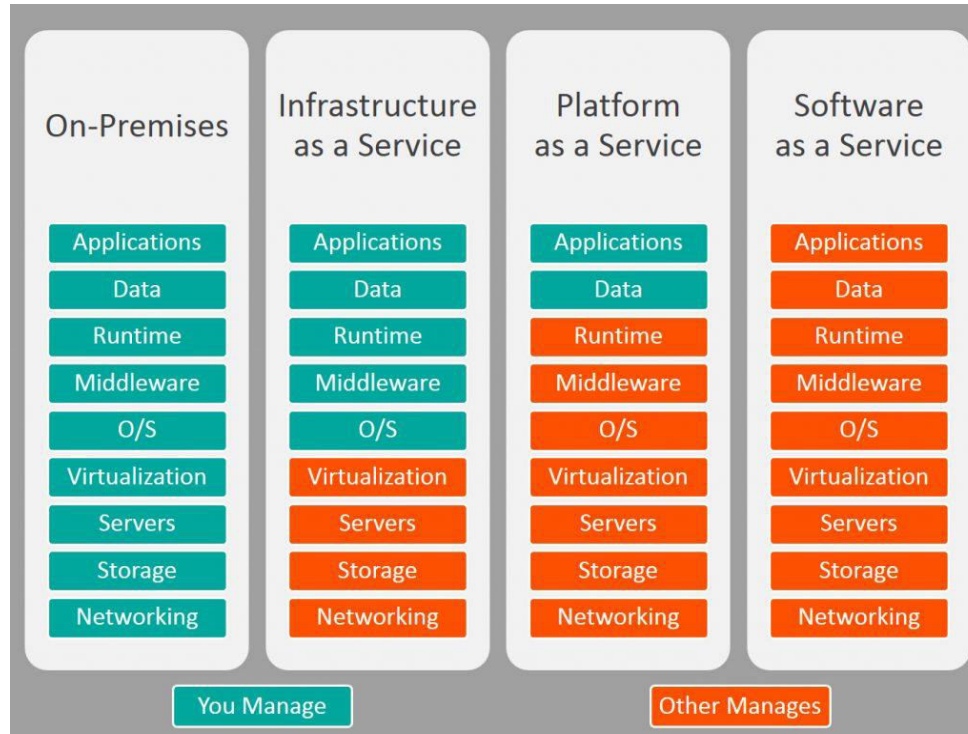 On-Premises
Applications
Data
Runtime
Middleware
O/S
Virtualization
Servers
Storage
Networking
Infrastructure
as a Service
Applications
Data
Runtime
Middleware
O/S
Virtualization
Servers
Storage
Networking
Platform
as a Service
Applications
Data
Runtime
Middleware
O/S
Virtualization
Servers
Storage
Networking
Software
as a Service
Applications
Data
Runtime
Middleware
O/S
Virtualization
Servers
Storage
Networking
You Manage
Other Manages